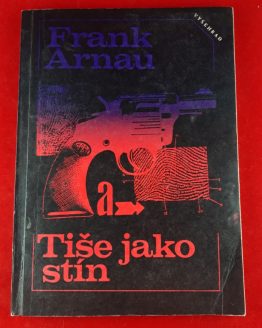 VYŠEHRAD
Frank
Arnau
a
Tiše jako
stín